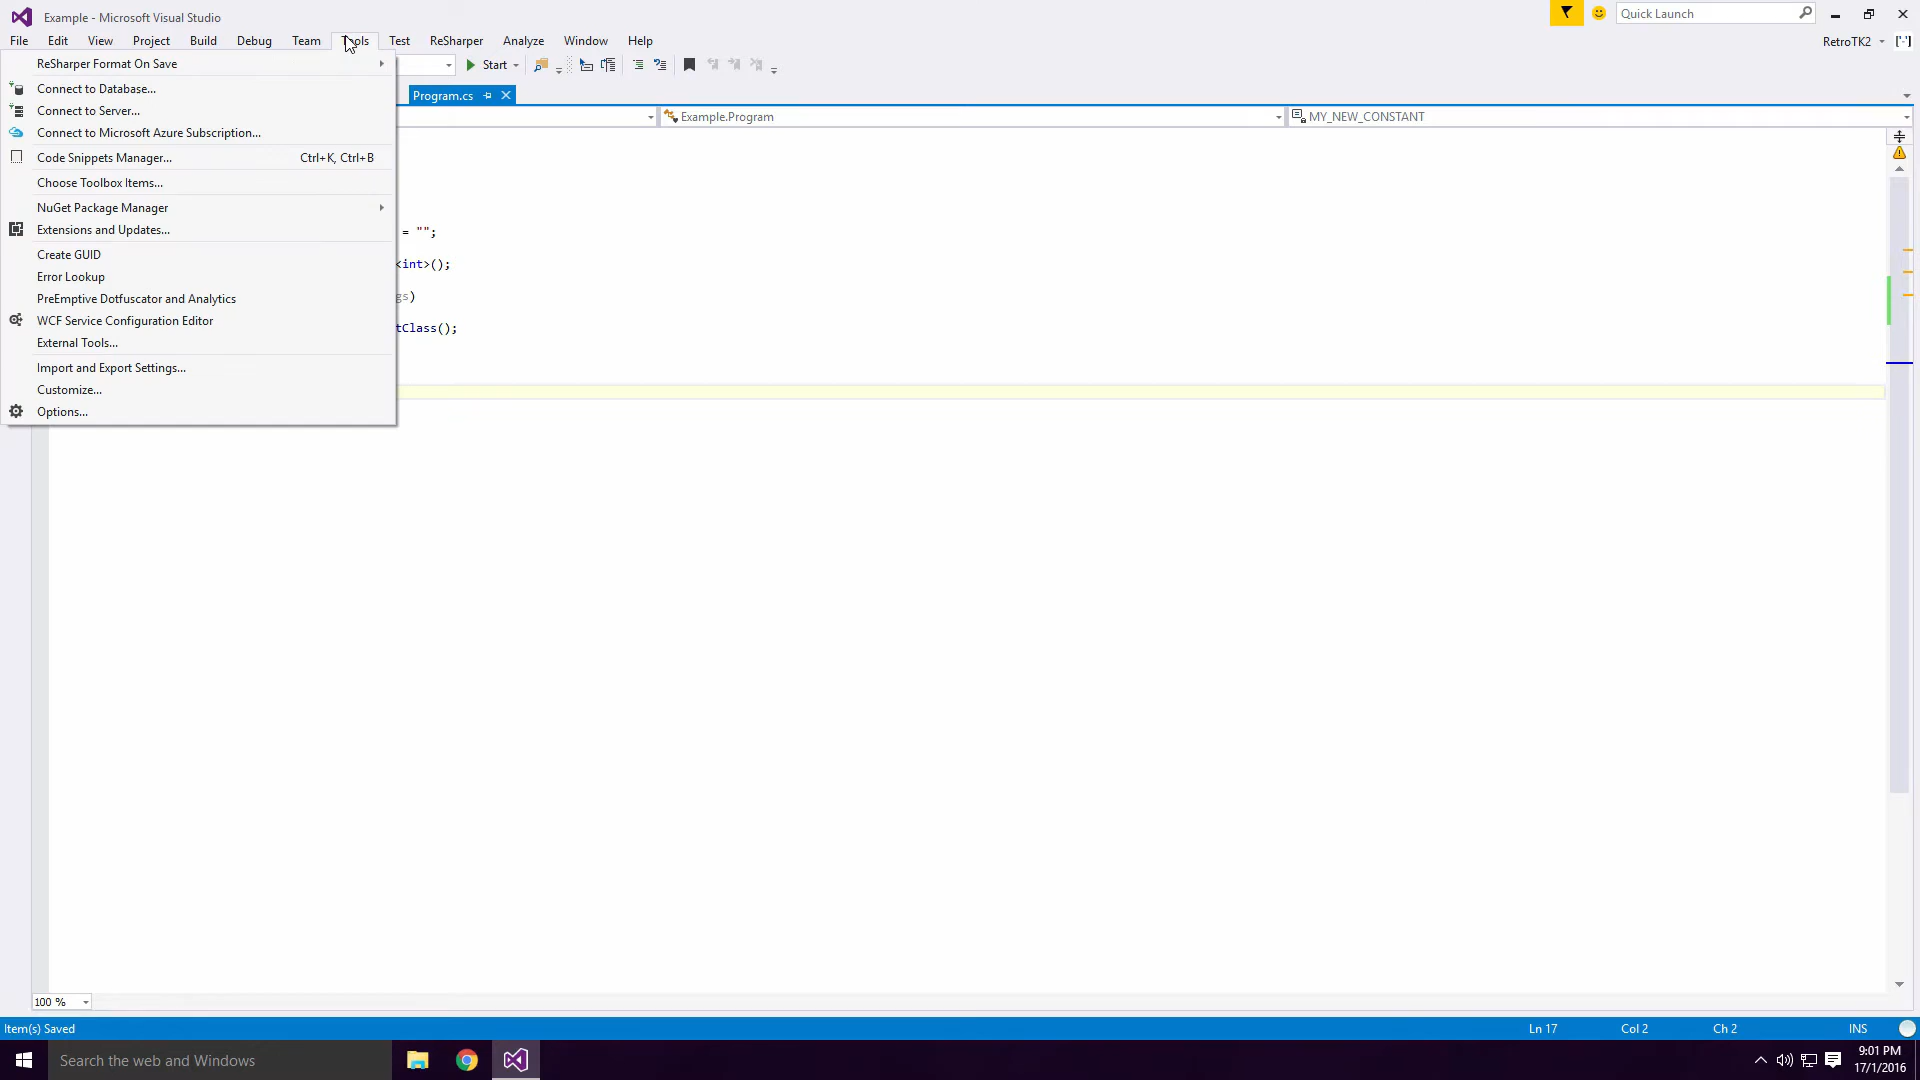 Example - Microsoft Visual Studio
Quick Launch
File Edit View Project Build Debug Team Tools Test ReSharper Analyze Window Help
RetroTK2
ReSharper Format On Save
Start
Connect to Database...
Program.cs
Connect to Server...
Example.Program
MY_NEW_CONSTANT
Connect to Microsoft Azure Subscription...
Code Snippets Manager... Ctrl+K, Ctrl+B
Choose Toolbox Items...
NuGet Package Manager
Extensions and Updates...
= "";
Create GUID
<int>();
Error Lookup
PreEmptive Dotfuscator and Analytics
gs)
WCF Service Configuration Editor
tClass();
External Tools...
Import and Export Settings...
Customize...
Options...
100 %
Item(s) Saved
Ln 17 Col 2 Ch 2 INS
Search the web and Windows
9:01 PM
17/1/2016